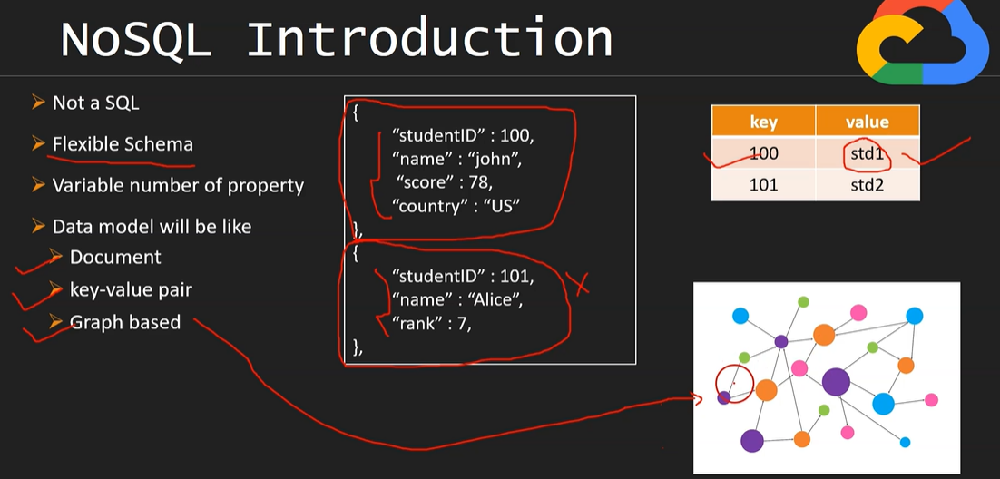 NoSQL Introduction
Not a SQL
Flexible Schema
Variable number of property
Data model will be like
Document
key-value pair
Graph based
{
“studentID” : 100,
“name” : “john”,
“score” : 78,
“country” : “US”
},
{
“studentID” : 101,
“name” : “Alice”,
“rank” : 7,
},
key value
100 std1
101 std2